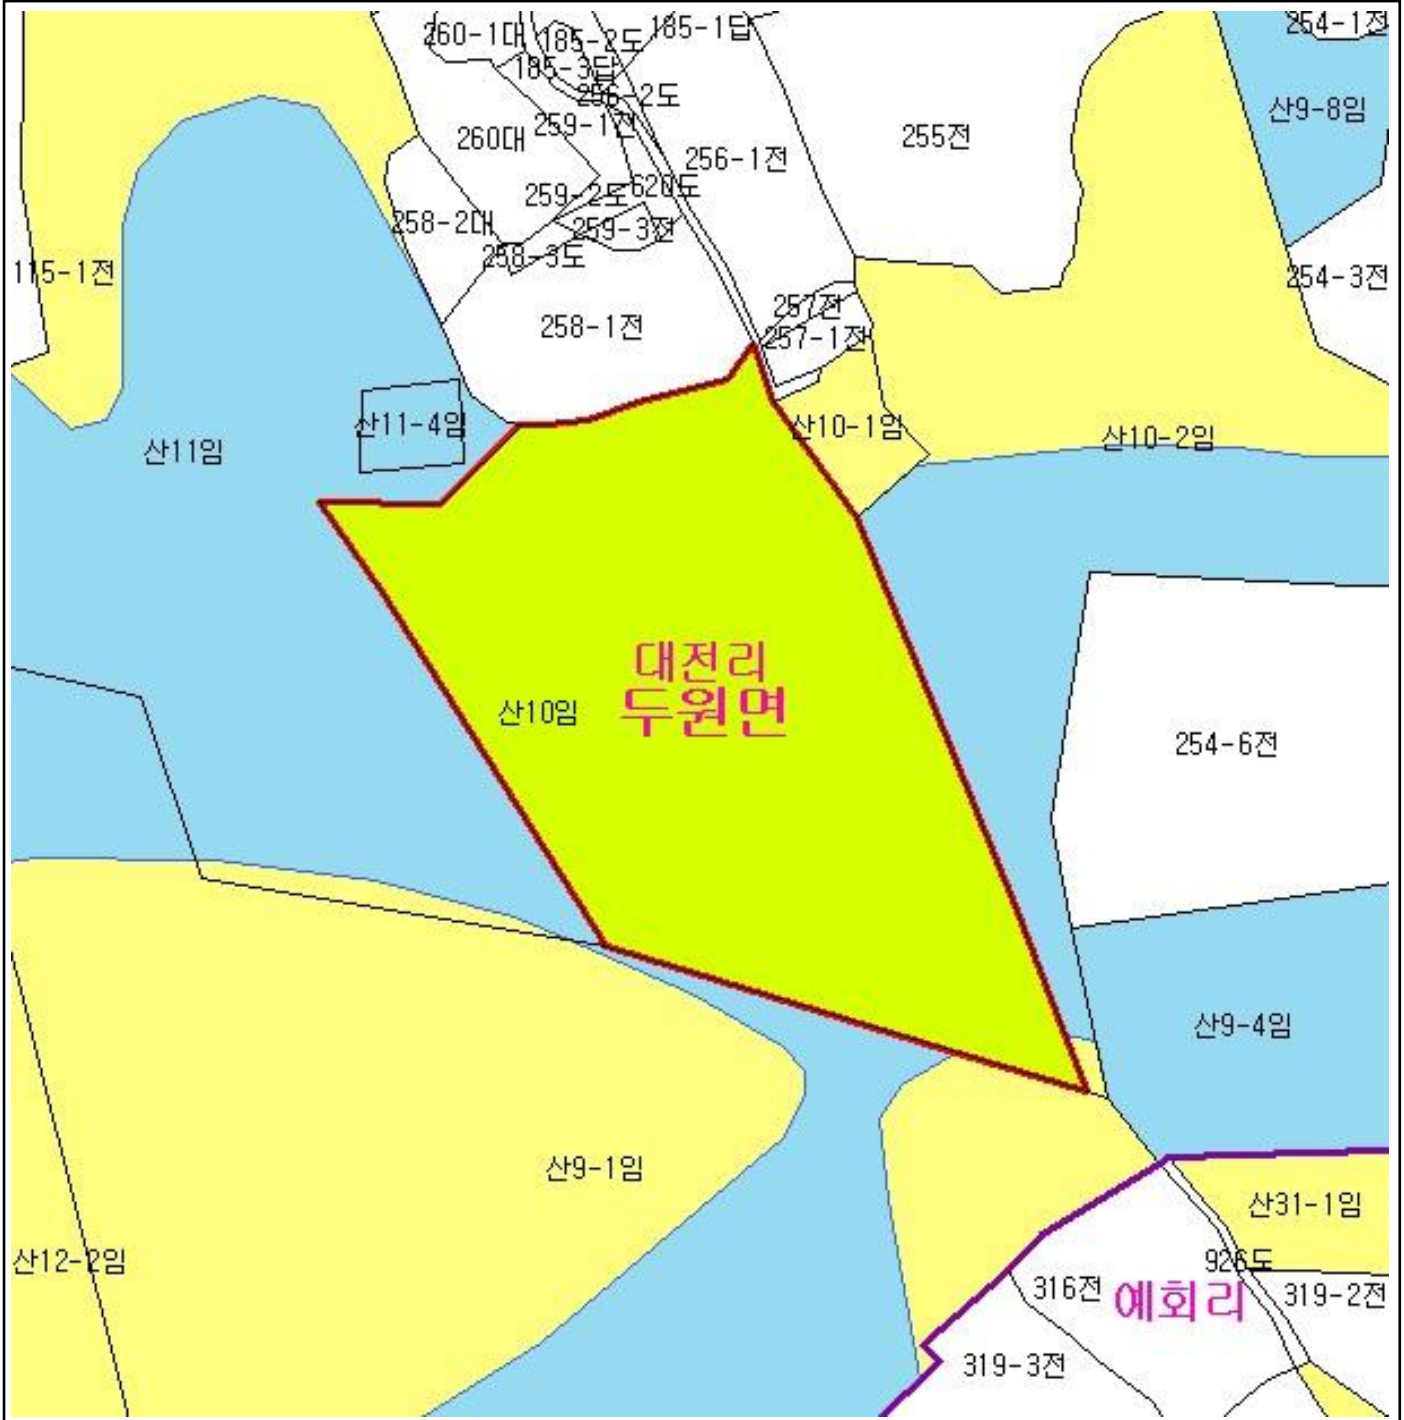 260-1대
185-2도
185-1답
254-1전
185-3답
256-2도
산9-8임
259-1전
260대
255전
256-1전
259-2도
620도
258-2대
259-3전
258-3도
115-1전
254-3전
257전
258-1전
257-1전
산11-4임
산10-1임
산10-2임
산11임
대전리
산10임
두원면
254-6전
산9-4임
산9-1임
산31-1임
산12-2임
926도
316전
예회리
319-2전
319-3전